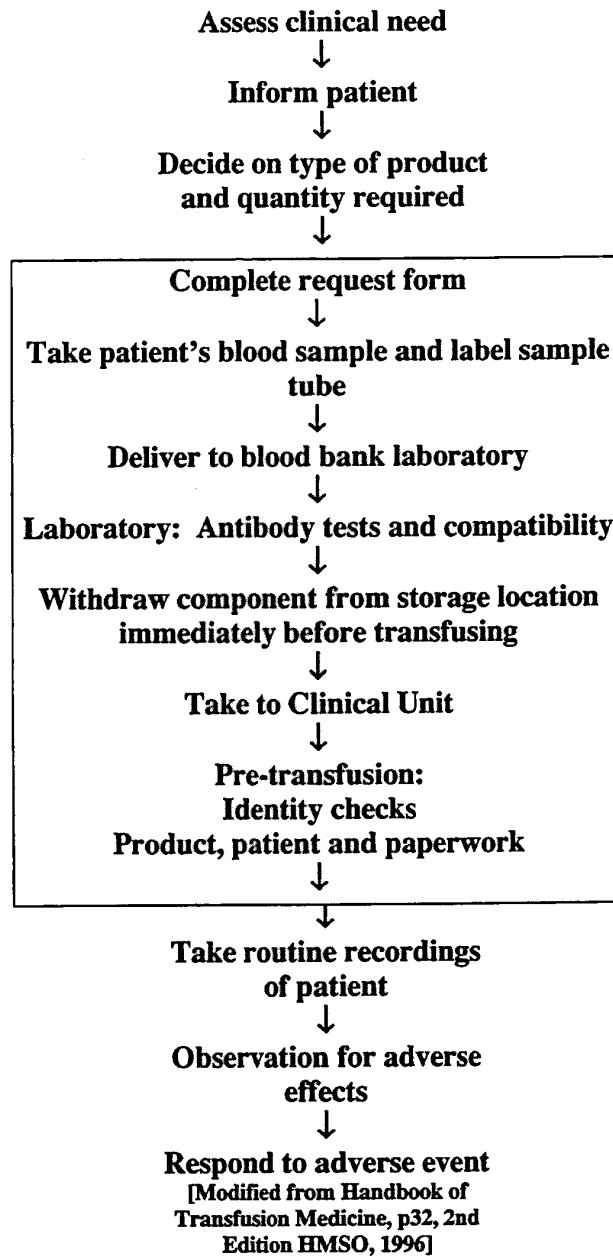 Assess clinical need
↓
Inform patient
↓
Decide on type of product
and quantity required
↓
Complete request form
↓
Take patient's blood sample and label sample
tube
↓
Deliver to blood bank laboratory
↓
Laboratory: Antibody tests and compatibility
↓
Withdraw component from storage location
immediately before transfusing
↓
Take to Clinical Unit
↓
Pre-transfusion:
Identity checks
Product, patient and paperwork
↓
↓
Take routine recordings
of patient
↓
Observation for adverse
effects
↓
Respond to adverse event
[Modified from Handbook of
Transfusion Medicine, p32, 2nd
Edition HMSO, 1996]